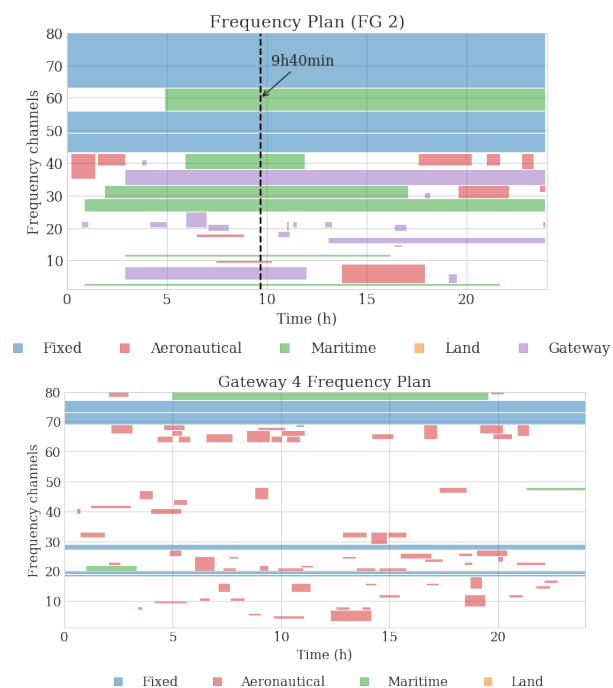 Frequency Plan (FG 2)
80
9h40min
70
60
50
40
30
20
10
Frequency channels
0 5 10 15 20
Time (h)
Fixed Aeronautical Maritime Land Gateway
Gateway 4 Frequency Plan
80
70
60
50
40
30
20
10
Frequency channels
0 5 10 15 20
Time (h)
Fixed Aeronautical Maritime Land